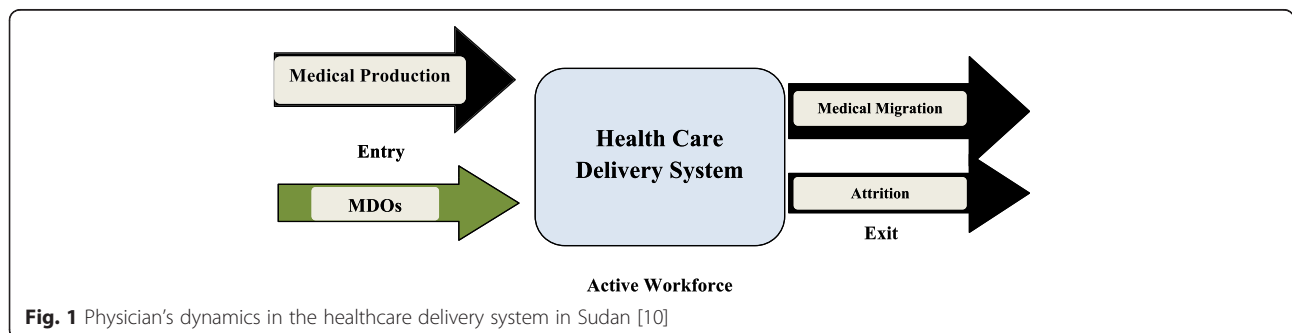 Medical Production
Entry
MDOs
Health Care
Delivery System
Active Workforce
Medical Migration
Attrition
Exit
Fig. 1 Physician's dynamics in the healthcare delivery system in Sudan [10]